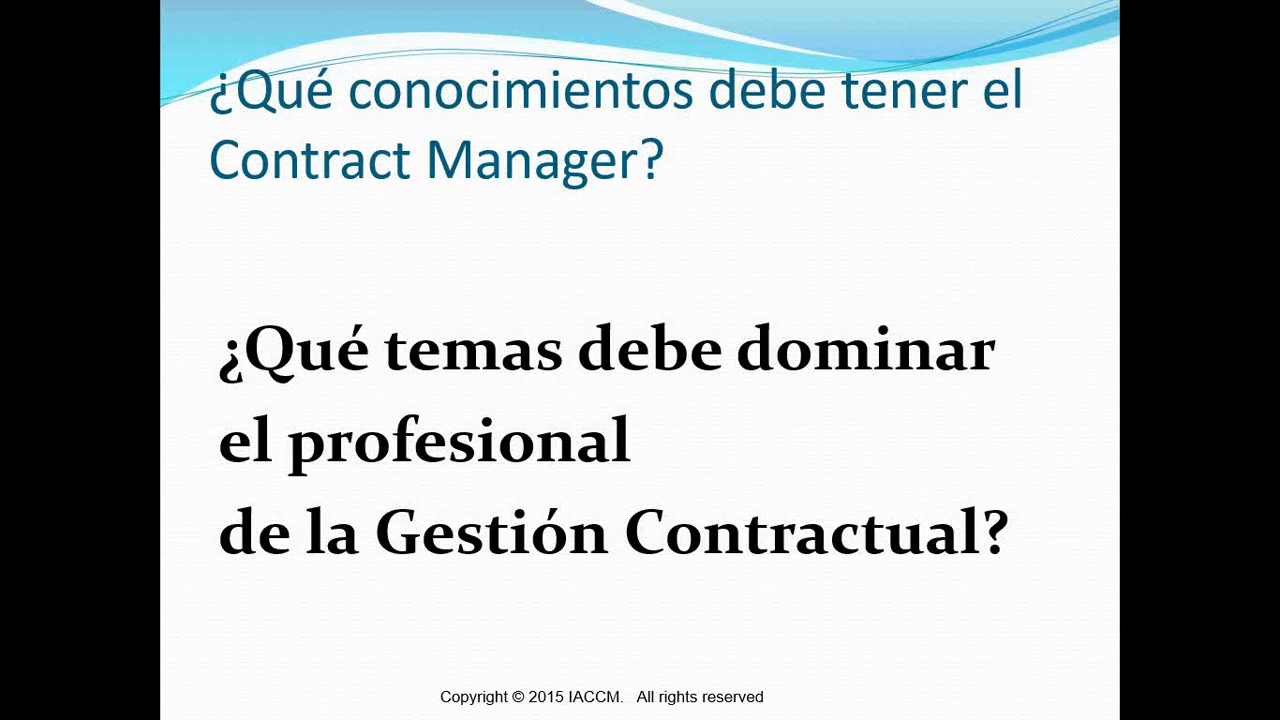 ¿Qué conocimientos debe tener el
Contract Manager?
¿Qué temas debe dominar
el profesional
de la Gestión Contractual?
Copyright © 2015 IACCM. All rights reserved